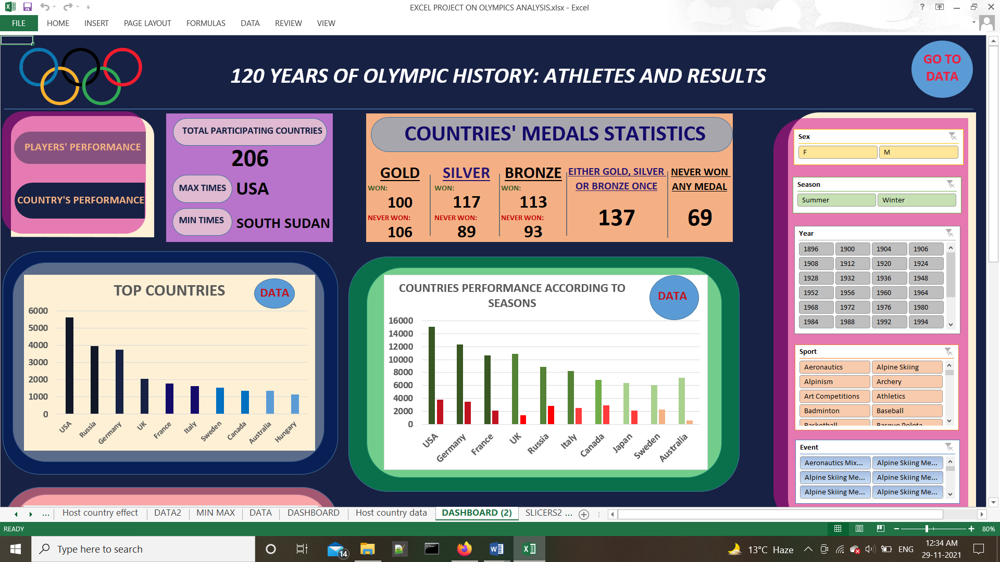 EXCEL PROJECT ON OLYMPICS ANALYSIS.xlsx - Excel
FILE HOME INSERT PAGE LAYOUT FORMULAS DATA REVIEW VIEW
120 YEARS OF OLYMPIC HISTORY: ATHLETES AND RESULTS
GO TO
DATA
PLAYERS' PERFORMANCE
COUNTRY'S PERFORMANCE
TOTAL PARTICIPATING COUNTRIES
206
MAX TIMES USA
MIN TIMES SOUTH SUDAN
COUNTRIES' MEDALS STATISTICS
GOLD
WON:
100
NEVER WON:
106
SILVER
WON:
117
NEVER WON:
89
BRONZE
WON:
113
NEVER WON:
93
EITHER GOLD, SILVER
OR BRONZE ONCE
137
NEVER WON
ANY MEDAL
69
Sex
F M
Season
Summer Winter
Year
1896 1900 1904 1906
1908 1912 1920 1924
1928 1932 1936 1948
1952 1956 1960 1964
1968 1972 1976 1980
1984 1988 1992 1994
Sport
Aeronautics Alpine Skiing
Alpinism Archery
Art Competitions Athletics
Badminton Baseball
Basketball Basque Pelota
Event
Aeronautics Mix... Alpine Skiing Me...
Alpine Skiing Me... Alpine Skiing Me...
Alpine Skiing Me... Alpine Skiing Me...
TOP COUNTRIES
DATA
6000
5000
4000
3000
2000
1000
0
USA Russia Germany UK France Italy Sweden Canada Australia Hungary
COUNTRIES PERFORMANCE ACCORDING TO
SEASONS
DATA
16000
14000
12000
10000
8000
6000
4000
2000
0
USA Germany France UK Russia Italy Canada Japan Sweden Australia
... Host country effect DATA2 MIN MAX DATA DASHBOARD Host country data DASHBOARD (2) SLICERS2 ...
READY
80%
Type here to search
14
13°C Haze
ENG
12:34 AM
29-11-2021